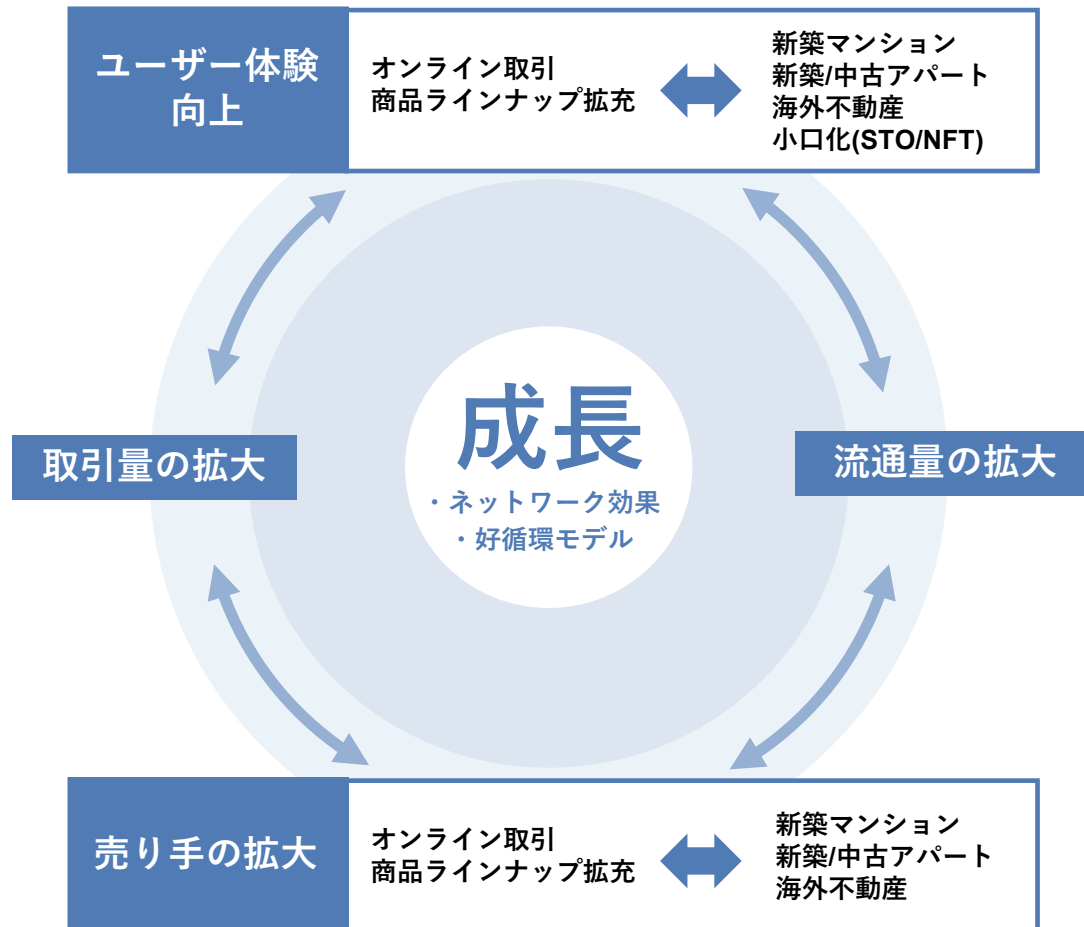 ユーザー体験
向上
オンライン取引
商品ラインナップ拡充
新築マンション
新築/中古アパート
海外不動産
小口化(STO/NFT)
成長
・ネットワーク効果
・好循環モデル
取引量の拡大
流通量の拡大
売り手の拡大
オンライン取引
商品ラインナップ拡充
新築マンション
新築/中古アパート
海外不動産